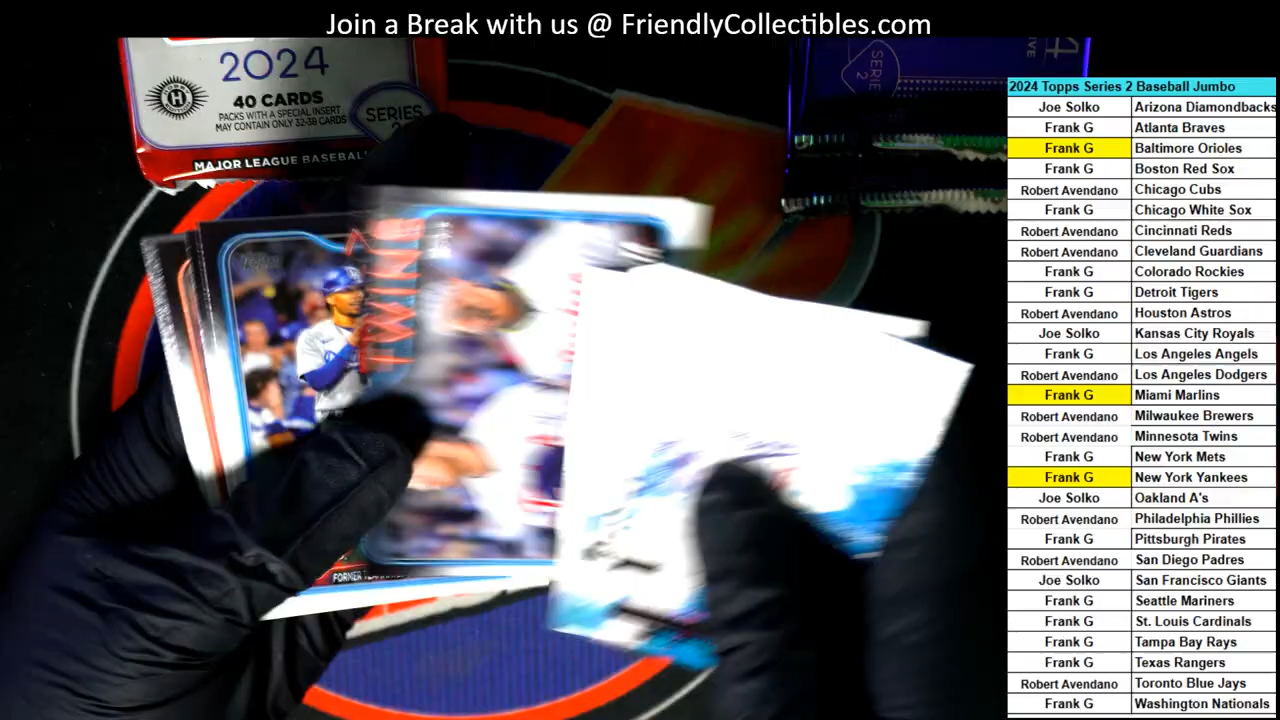 Join a Break with us @ FriendlyCollectibles.com
2024
40 CARDS
PACKS WITH A SPECIAL INSERT
MAY CONTAIN ONLY 32-38 CARDS
SERIES
MAJOR LEAGUE BASEBALL
H
SERIES
2
TWINS
2024 Topps Series 2 Baseball Jumbo
Joe Solko Arizona Diamondbacks
Frank G Atlanta Braves
Frank G Baltimore Orioles
Frank G Boston Red Sox
Robert Avendano Chicago Cubs
Frank G Chicago White Sox
Robert Avendano Cincinnati Reds
Robert Avendano Cleveland Guardians
Frank G Colorado Rockies
Frank G Detroit Tigers
Robert Avendano Houston Astros
Joe Solko Kansas City Royals
Frank G Los Angeles Angels
Robert Avendano Los Angeles Dodgers
Frank G Miami Marlins
Robert Avendano Milwaukee Brewers
Robert Avendano Minnesota Twins
Frank G New York Mets
Frank G New York Yankees
Joe Solko Oakland A's
Robert Avendano Philadelphia Phillies
Frank G Pittsburgh Pirates
Robert Avendano San Diego Padres
Joe Solko San Francisco Giants
Frank G Seattle Mariners
Frank G St. Louis Cardinals
Frank G Tampa Bay Rays
Frank G Texas Rangers
Robert Avendano Toronto Blue Jays
Frank G Washington Nationals